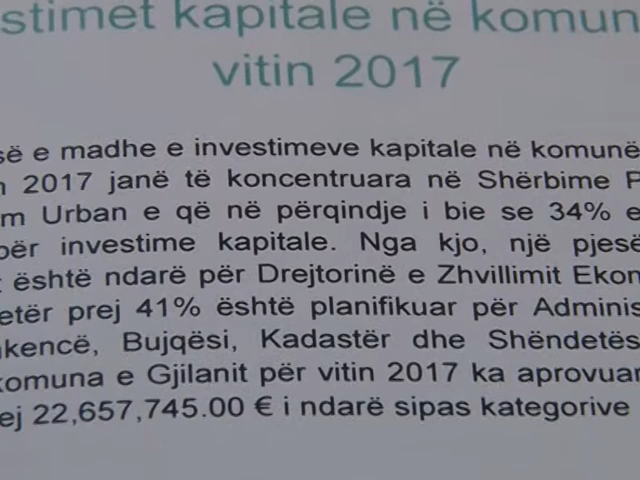 stimet kapitale në komun
vitin 2017
së e madhe e investimeve kapitale në komunë
n 2017 janë të koncentruara në Shërbime P
m Urban e që në përqindje i bie se 34% e
për investime kapitale. Nga kjo, një pjesë
është ndarë për Drejtorinë e Zhvillimit Ekon
etër prej 41% është planifikuar për Adminis
kencë, Bujqësi, Kadastër dhe Shëndetës
komuna e Gjilanit për vitin 2017 ka aprovuar
ej 22,657,745.00 € i ndarë sipas kategorive